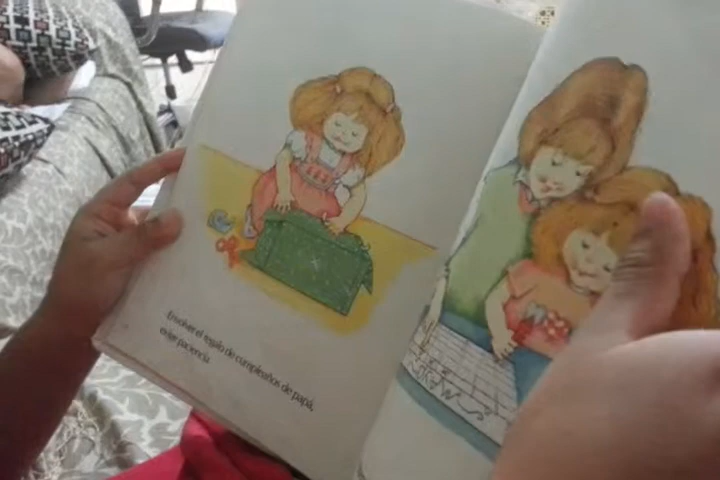 Envolver el regalo de cumpleaños de papá,
exige paciencia.